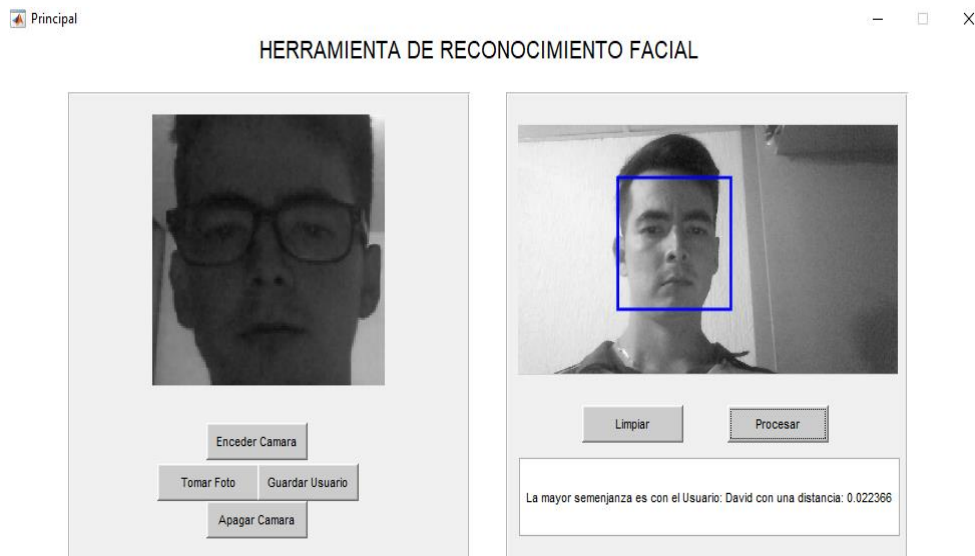 Principal
HERRAMIENTA DE RECONOCIMIENTO FACIAL
Enceder Camara
Tomar Foto Guardar Usuario
Apagar Camara
Limpiar Procesar
La mayor semenjanza es con el Usuario: David con una distancia: 0.022366